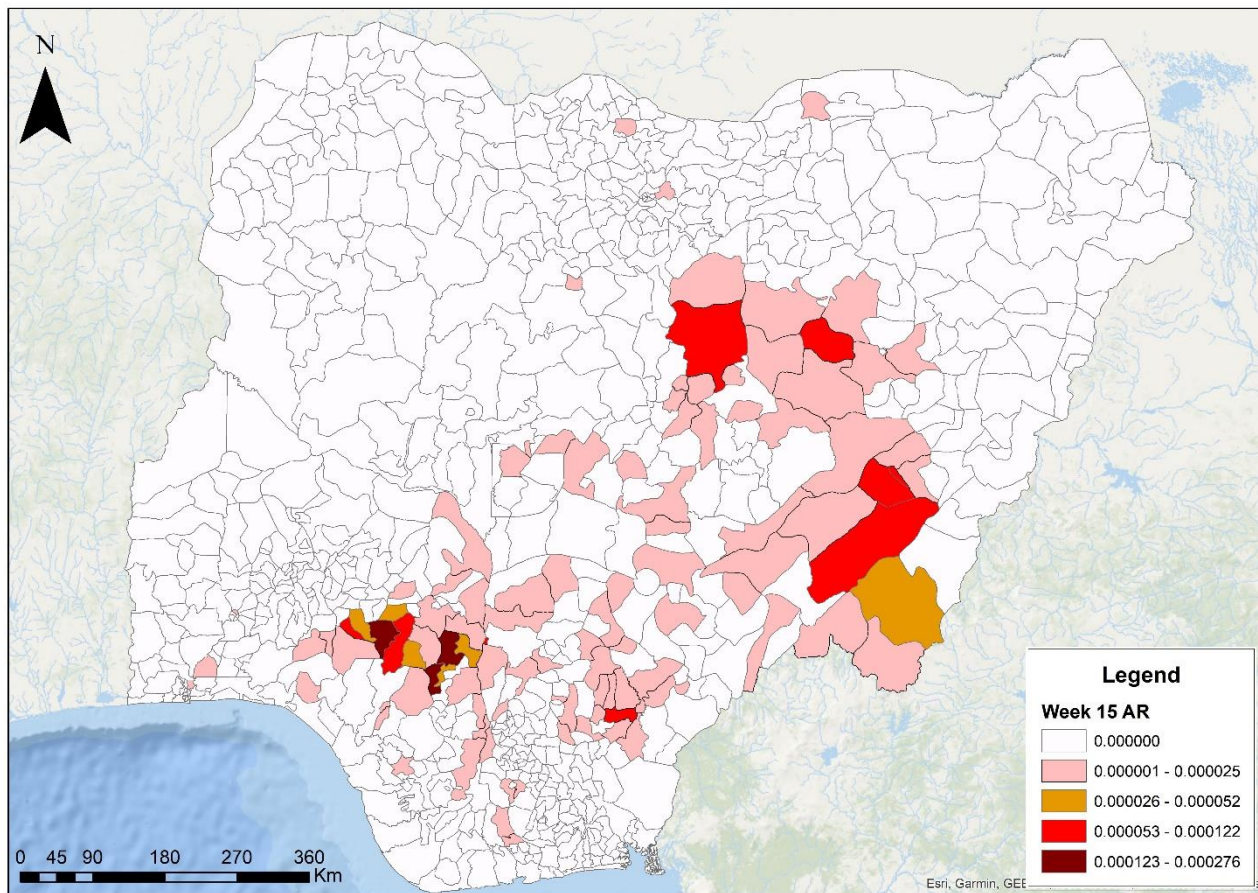 N
Legend
Week 15 AR
0.000000
0.000001 - 0.000025
0.000026 - 0.000052
0.000053 - 0.000122
0.000123 - 0.000276
0 45 90 180 270 360
Km
Esri, Garmin,